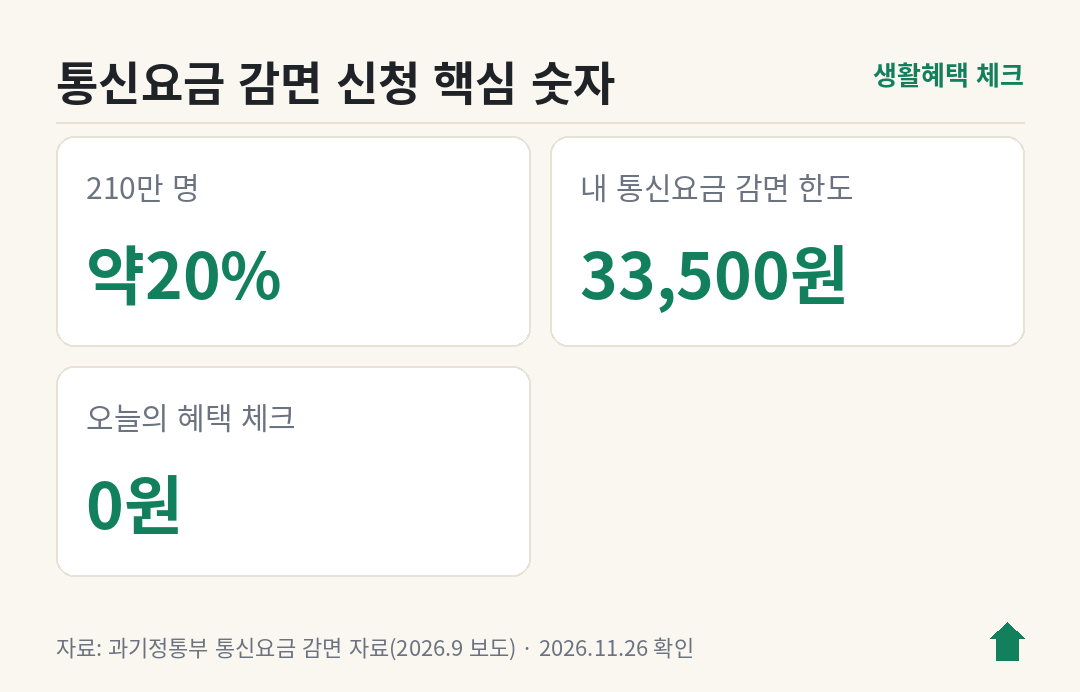 통신요금 감면 신청 핵심 숫자
생활혜택 체크
210만 명
약20%
내 통신요금 감면 한도
33,500원
오늘의 혜택 체크
0원
자료: 과기정통부 통신요금 감면 자료(2026.9 보도) · 2026.11.26 확인